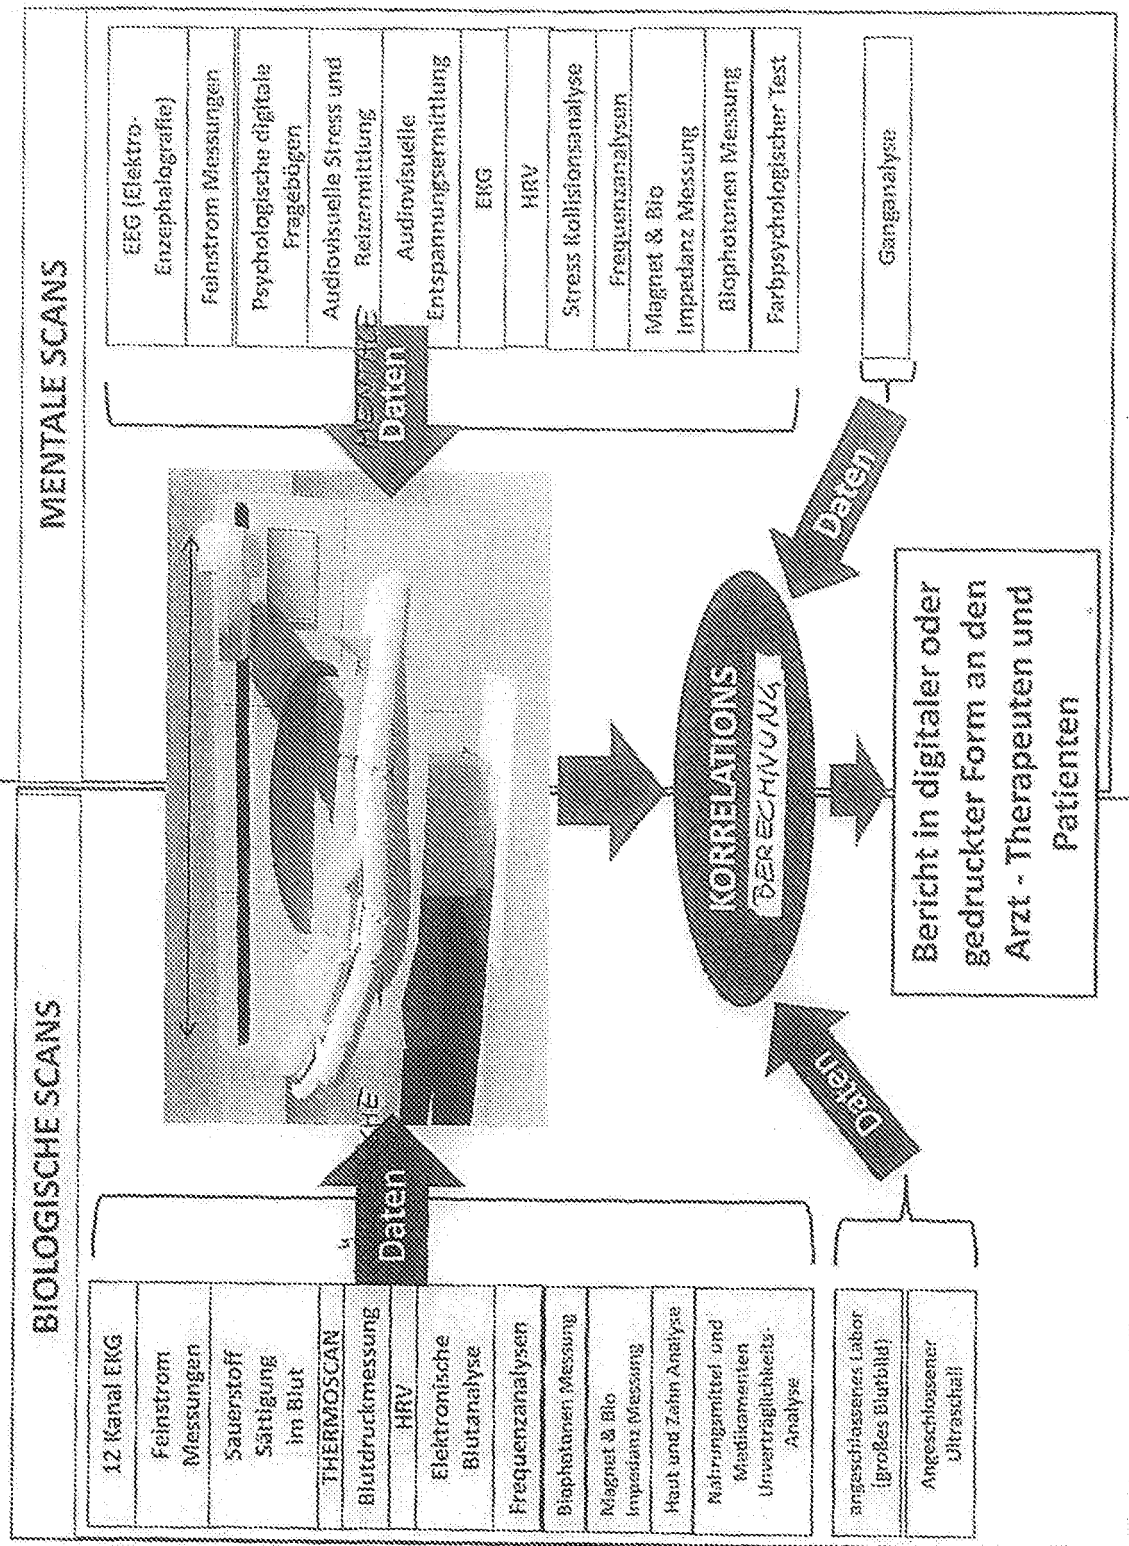 BIOLOGISCHE SCANS
MENTALE SCANS
12 Kanal EKG
Feinstrom
Messungen
Sauerstoff
Sättigung
im Blut
THERMOSCAN
Blutdruckmessung
HRV
Elektronische
Blutanalyse
Frequenzanalysen
Biophotonen Messung
Magnet & Bio
Impedanz Messung
Haut und Zahn Analyse
Nahrungsmittel und
Medikamenten
Unverträglichkeits-
Analyse
angeschlossenes Labor
(großes Blutbild)
Angeschlossener
Ultraschall
Daten
Daten
EEG (Elektro-
Enzephalografie)
Feinstrom Messungen
Psychologische digitale
Fragebögen
Audiovisuelle Stress und
Reizermittlung
Audiovisuelle
Entspannungsermittlung
EKG
HRV
Stress Kollisionsanalyse
Frequenzanalysen
Magnet & Bio
Impedanz Messung
Biophotonen Messung
Farbpsychologischer Test
Ganganalyse
Daten
Daten
KORRELATIONS
BERECHNUNG
Bericht in digitaler oder
gedruckter Form an den
Arzt - Therapeuten und
Patienten